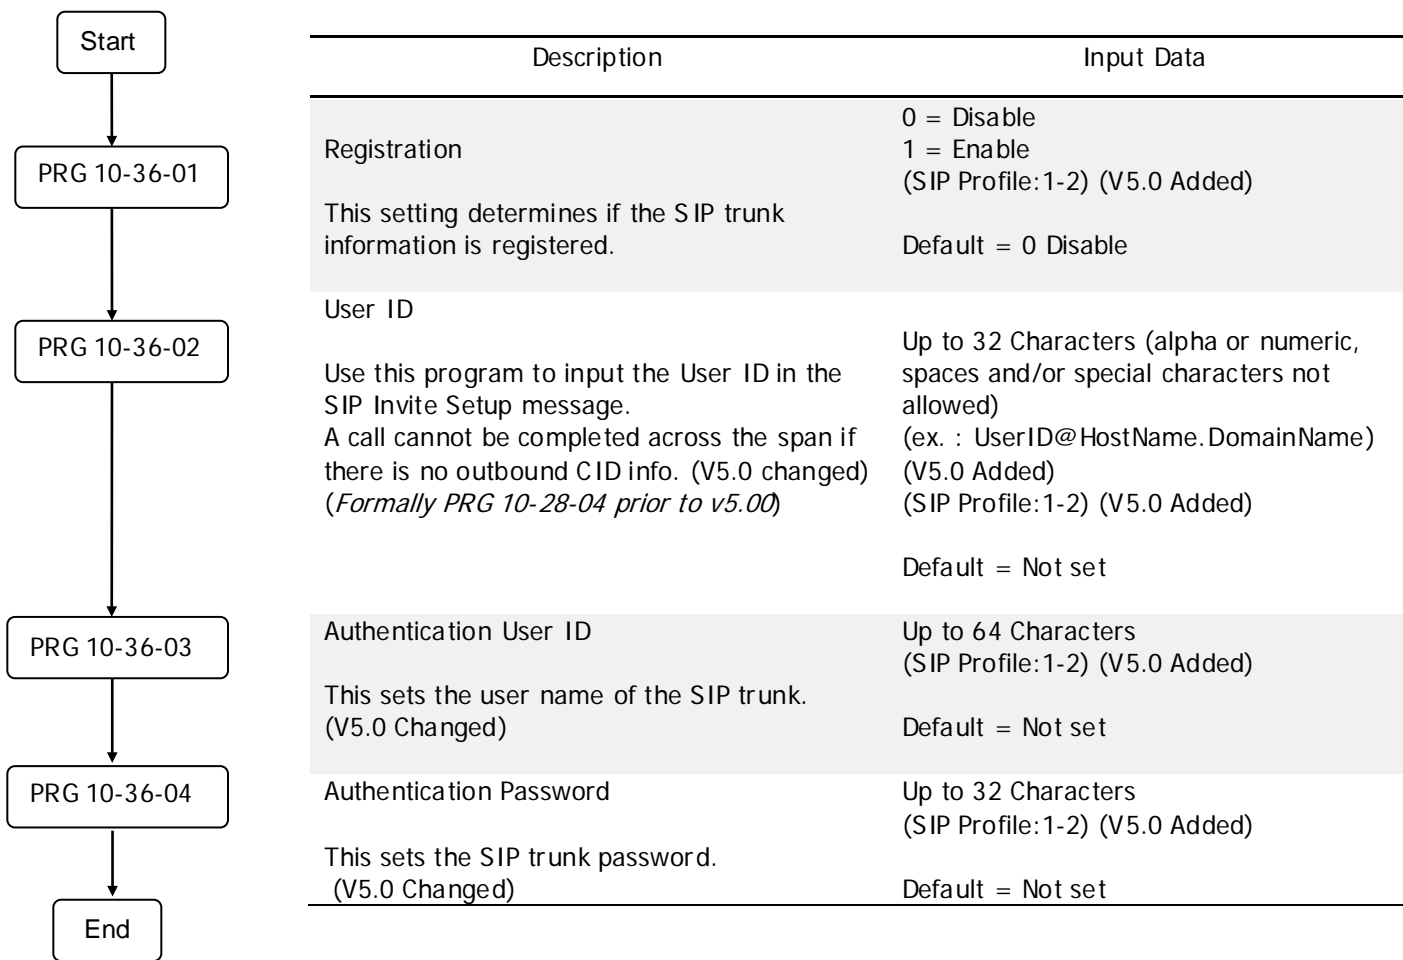 Start
Description
Input Data
PRG 10-36-01
Registration
This setting determines if the SIP trunk
information is registered.
0 = Disable
1 = Enable
(SIP Profile:1-2) (V5.0 Added)
Default = 0 Disable
PRG 10-36-02
User ID
Use this program to input the User ID in the
SIP Invite Setup message.
A call cannot be completed across the span if
there is no outbound CID info. (V5.0 changed)
(Formally PRG 10-28-04 prior to v5.00)
Up to 32 Characters (alpha or numeric,
spaces and/or special characters not
allowed)
(ex. : UserID@HostName.DomainName)
(V5.0 Added)
(SIP Profile:1-2) (V5.0 Added)
Default = Not set
PRG 10-36-03
Authentication User ID
This sets the user name of the SIP trunk.
(V5.0 Changed)
Up to 64 Characters
(SIP Profile:1-2) (V5.0 Added)
Default = Not set
PRG 10-36-04
Authentication Password
This sets the SIP trunk password.
(V5.0 Changed)
Up to 32 Characters
(SIP Profile:1-2) (V5.0 Added)
Default = Not set
End